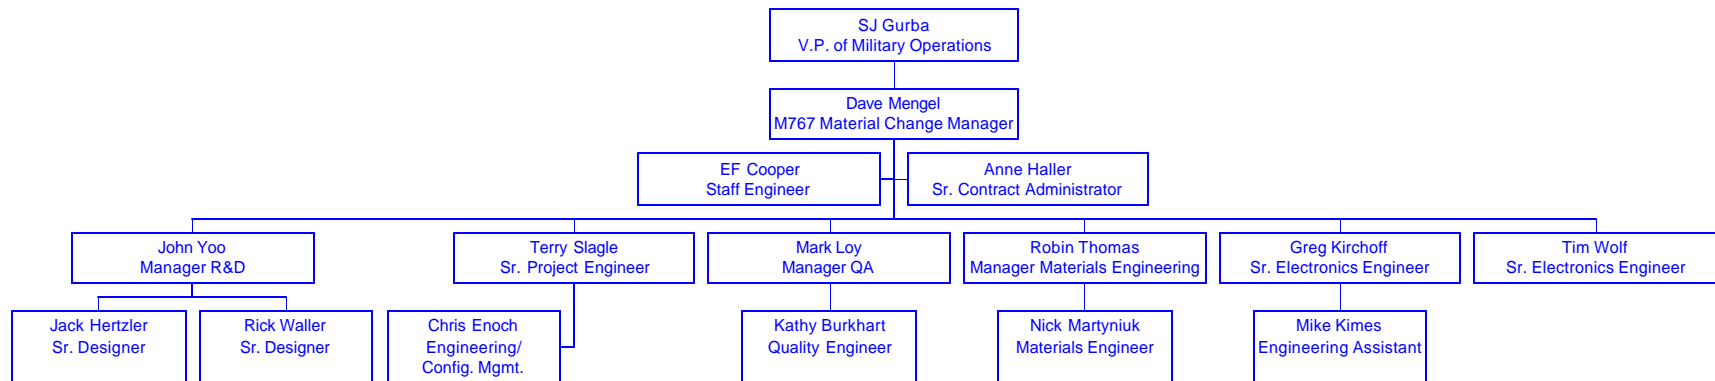 SJ Gurba
V.P. of Military Operations
Dave Mengel
M767 Material Change Manager
EF Cooper
Staff Engineer
Anne Haller
Sr. Contract Administrator
John Yoo
Manager R&D
Terry Slagle
Sr. Project Engineer
Mark Loy
Manager QA
Robin Thomas
Manager Materials Engineering
Greg Kirchoff
Sr. Electronics Engineer
Tim Wolf
Sr. Electronics Engineer
Jack Hertzler
Sr. Designer
Rick Waller
Sr. Designer
Chris Enoch
Engineering/
Config. Mgmt.
Kathy Burkhart
Quality Engineer
Nick Martyniuk
Materials Engineer
Mike Kimes
Engineering Assistant